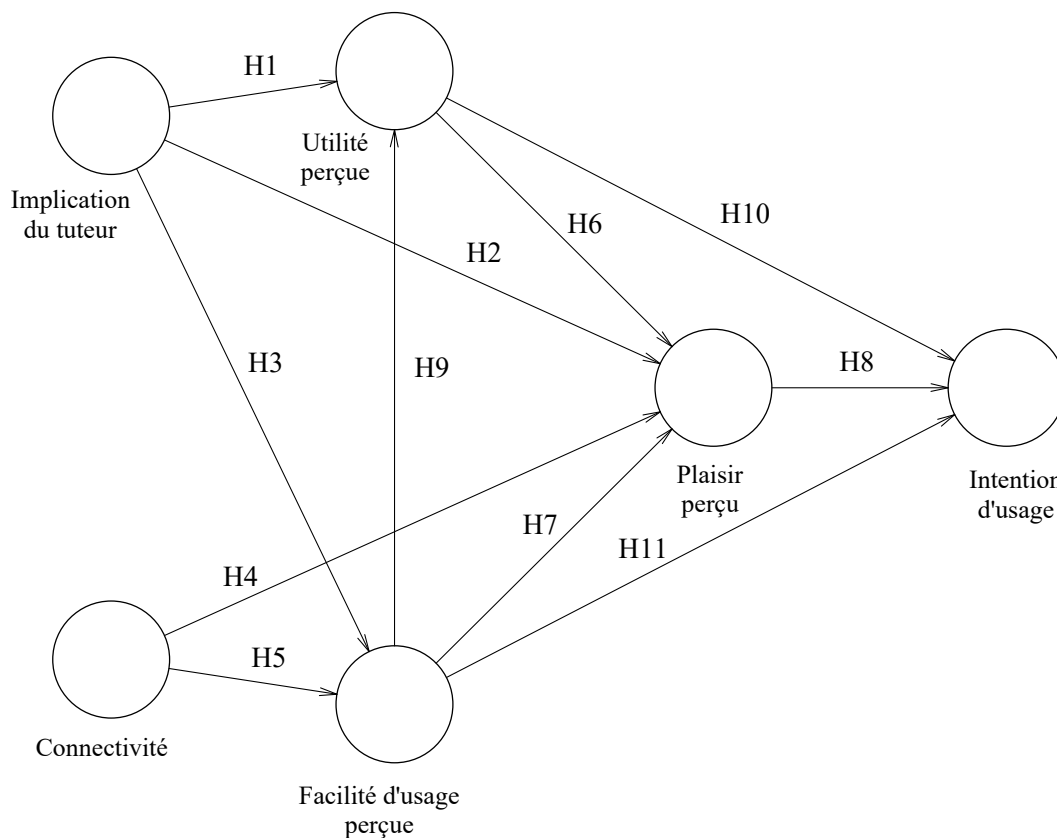 H1
Utilité
perçue
Implication
du tuteur
H10
H6
H2
H3
H9
H8
Plaisir
perçu
Intention
d'usage
H7
H11
H4
H5
Connectivité
Facilité d'usage
perçue